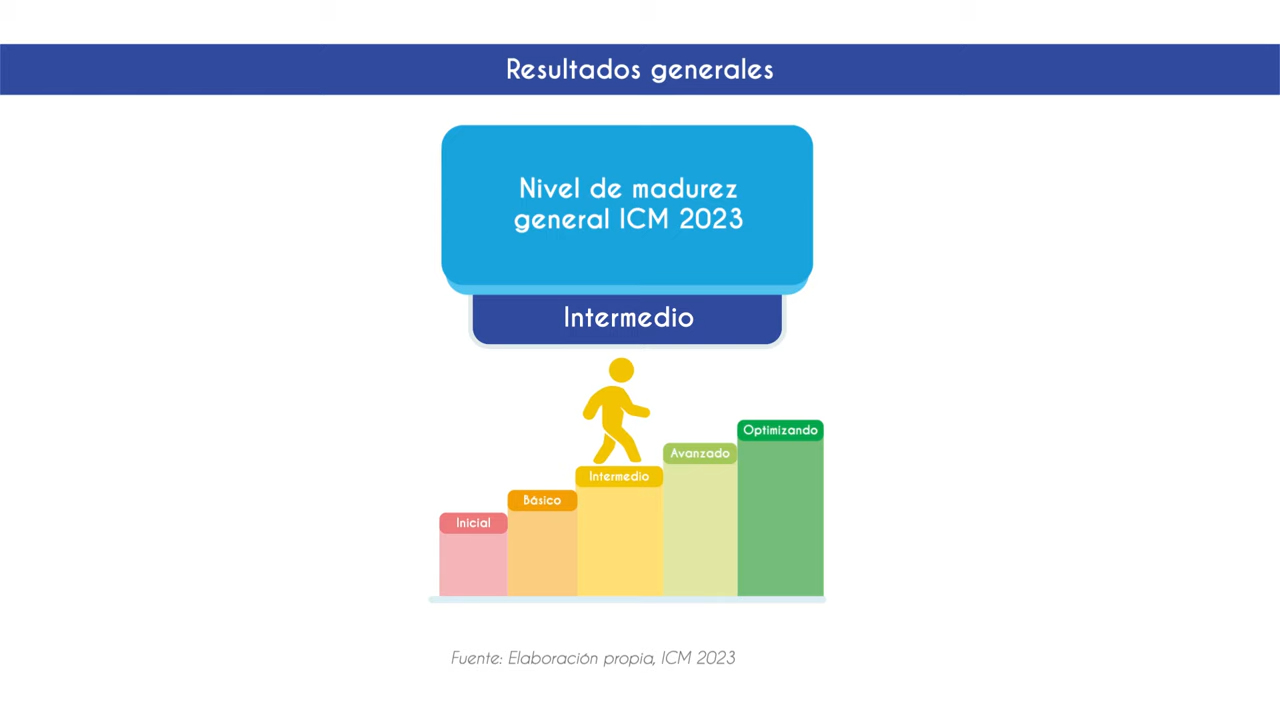 Resultados generales
Nivel de madurez
general ICM 2023
Intermedio
Inicial
Básico
Intermedio
Avanzado
Optimizando
Fuente: Elaboración propia, ICM 2023